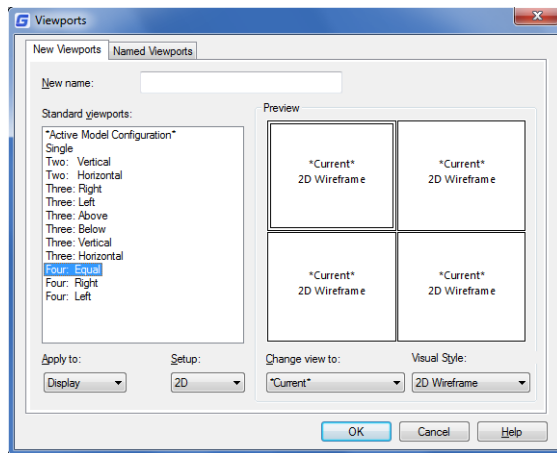 Viewports
New Viewports
Named Viewports
New name:
Standard viewports:
*Active Model Configuration*
Single
Two: Vertical
Two: Horizontal
Three: Right
Three: Left
Three: Above
Three: Below
Three: Vertical
Three: Horizontal
Four: Equal
Four: Right
Four: Left
Preview
*Current*
2D Wireframe
*Current*
2D Wireframe
*Current*
2D Wireframe
*Current*
2D Wireframe
Apply to:
Setup:
Change view to:
Visual Style:
Display
2D
*Current*
2D Wireframe
OK
Cancel
Help